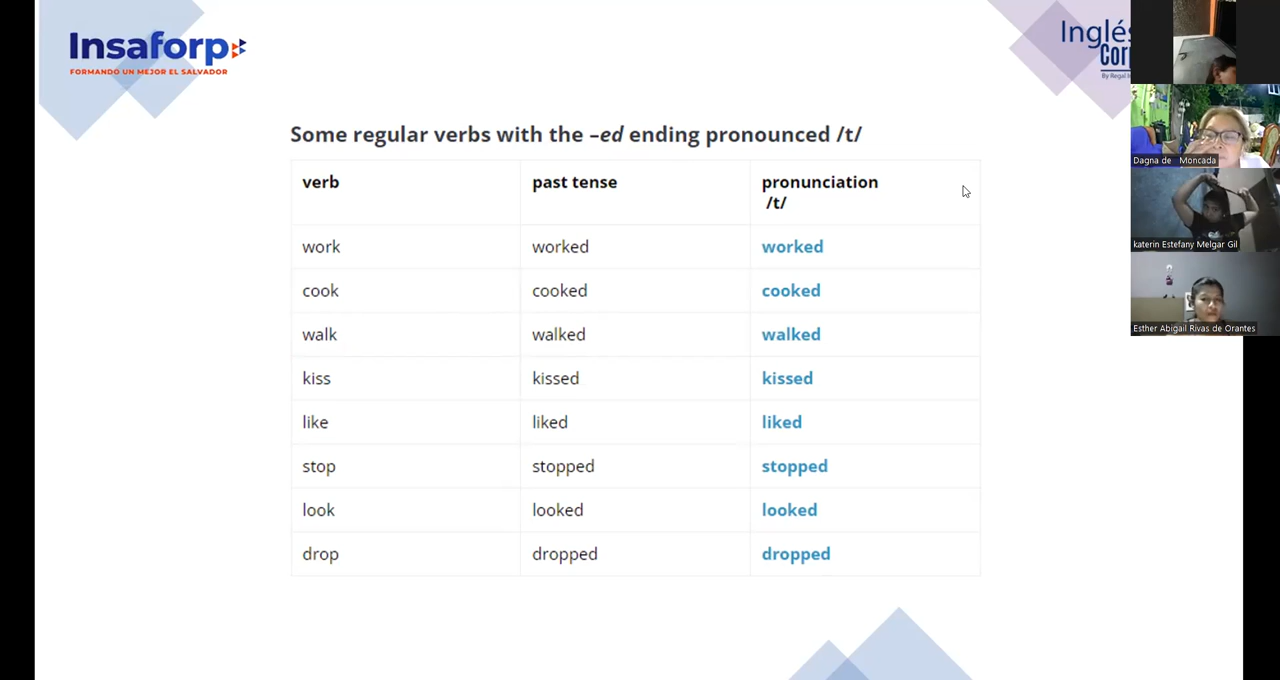 Insaforp
FORMANDO UN MEJOR EL SALVADOR
Inglés
By Regal
Some regular verbs with the –ed ending pronounced /t/
verb past tense pronunciation
/t/
work worked worked
cook cooked cooked
walk walked walked
kiss kissed kissed
like liked liked
stop stopped stopped
look looked looked
drop dropped dropped
Dagna de Moncada
katerin Estefany Melgar Gil
Esther Abigail Rivas de Orantes